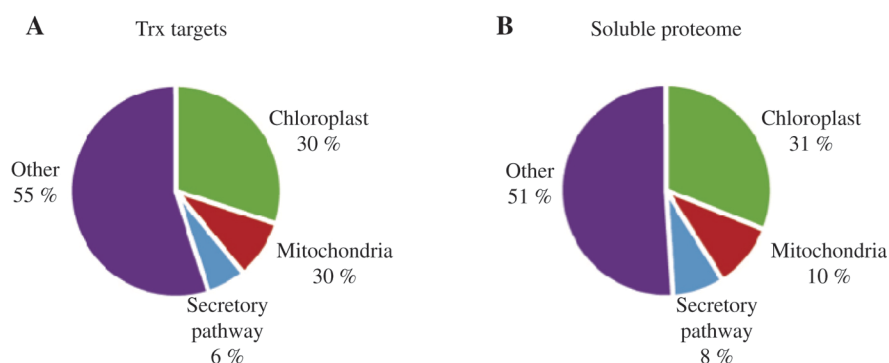 A Trx targets
Chloroplast
30 %
Other
55 %
Mitochondria
30 %
Secretory
pathway
6 %
B Soluble proteome
Chloroplast
31 %
Other
51 %
Mitochondria
10 %
Secretory
pathway
8 %